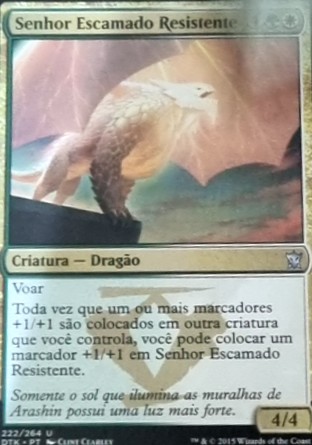 Senhor Escamado Resistente
Criatura — Dragão
Voar
Toda vez que um ou mais marcadores
+1/+1 são colocados em outra criatura
que você controla, você pode colocar um
marcador +1/+1 em Senhor Escamado
Resistente.
Somente o sol que ilumina as muralhas de
Arashin possui uma luz mais forte.
4/4
222/264 U
DTK • PT Clint Cearley
™ & © 2015 Wizards of the Coast